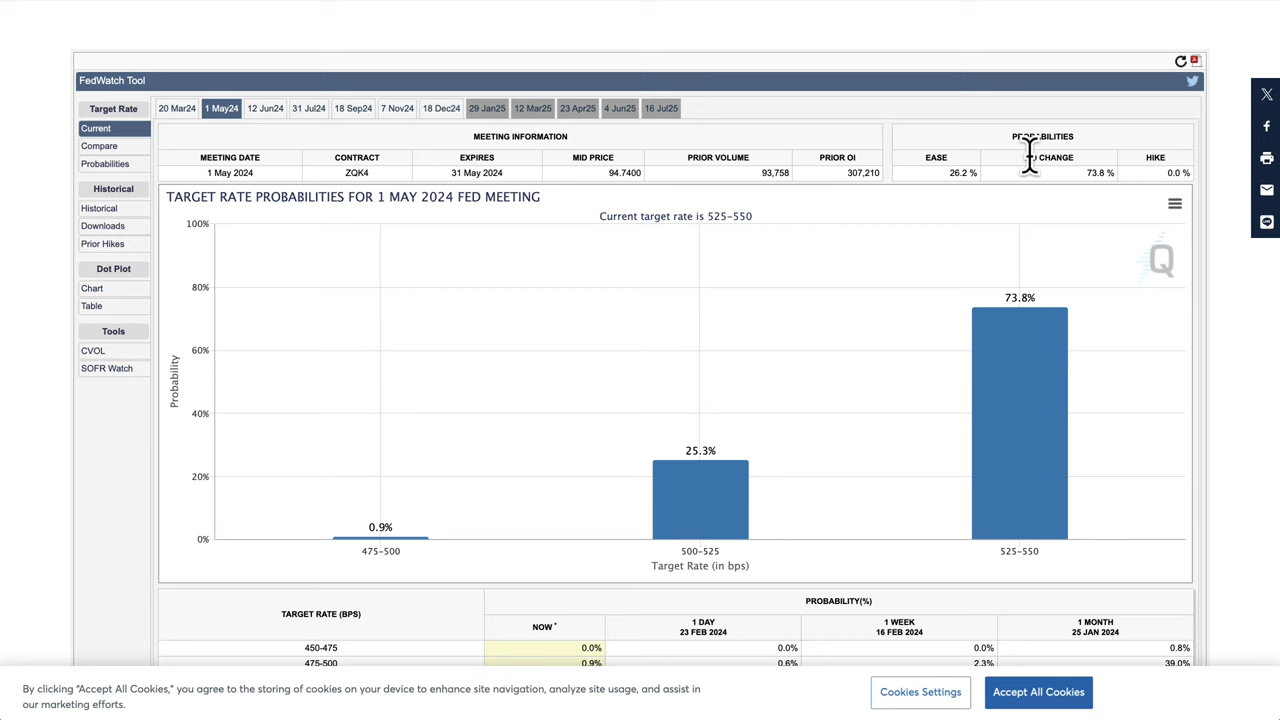 FedWatch Tool
Target Rate
Current
Compare
Probabilities
Historical
Historical
Downloads
Prior Hikes
Dot Plot
Chart
Table
Tools
CVOL
SOFR Watch
20 Mar24 1 May24 12 Jun24 31 Jul24 18 Sep24 7 Nov24 18 Dec24 29 Jan25 12 Mar25 23 Apr25 4 Jun25 16 Jul25
MEETING INFORMATION
MEETING DATE CONTRACT EXPIRES MID PRICE PRIOR VOLUME PRIOR OI
1 May 2024 ZQK4 31 May 2024 94.7400 93,758 307,210
PROBABILITIES
EASE CHANGE HIKE
26.2 % 73.8 % 0.0 %
TARGET RATE PROBABILITIES FOR 1 MAY 2024 FED MEETING
Current target rate is 525-550
Q
Probability
100%
80%
60%
40%
20%
0%
0.9%
25.3%
73.8%
475-500 500-525 525-550
Target Rate (in bps)
TARGET RATE (BPS) PROBABILITY(%)
NOW * 1 DAY 1 WEEK 1 MONTH
23 FEB 2024 16 FEB 2024 25 JAN 2024
450-475 0.0% 0.0% 0.0% 0.8%
475-500 0.9% 0.6% 2.3% 39.0%
By clicking "Accept All Cookies," you agree to the storing of cookies on your device to enhance site navigation, analyze site usage, and assist in
our marketing efforts.
Cookies Settings
Accept All Cookies